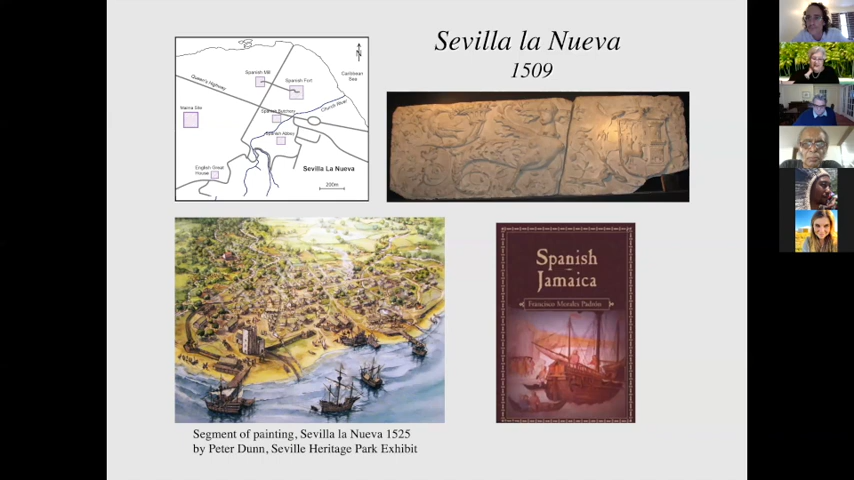 Sevilla la Nueva
1509
N
Spanish Mill
Spanish Fort
Caribbean
Sea
Queen's Highway
Church River
Spanish
Spanish Abbey
English Great
House
Sevilla La Nueva
200m
Spanish
Jamaica
Francisco Morales Padrón
Segment of painting, Sevilla la Nueva 1525
by Peter Dunn, Seville Heritage Park Exhibit